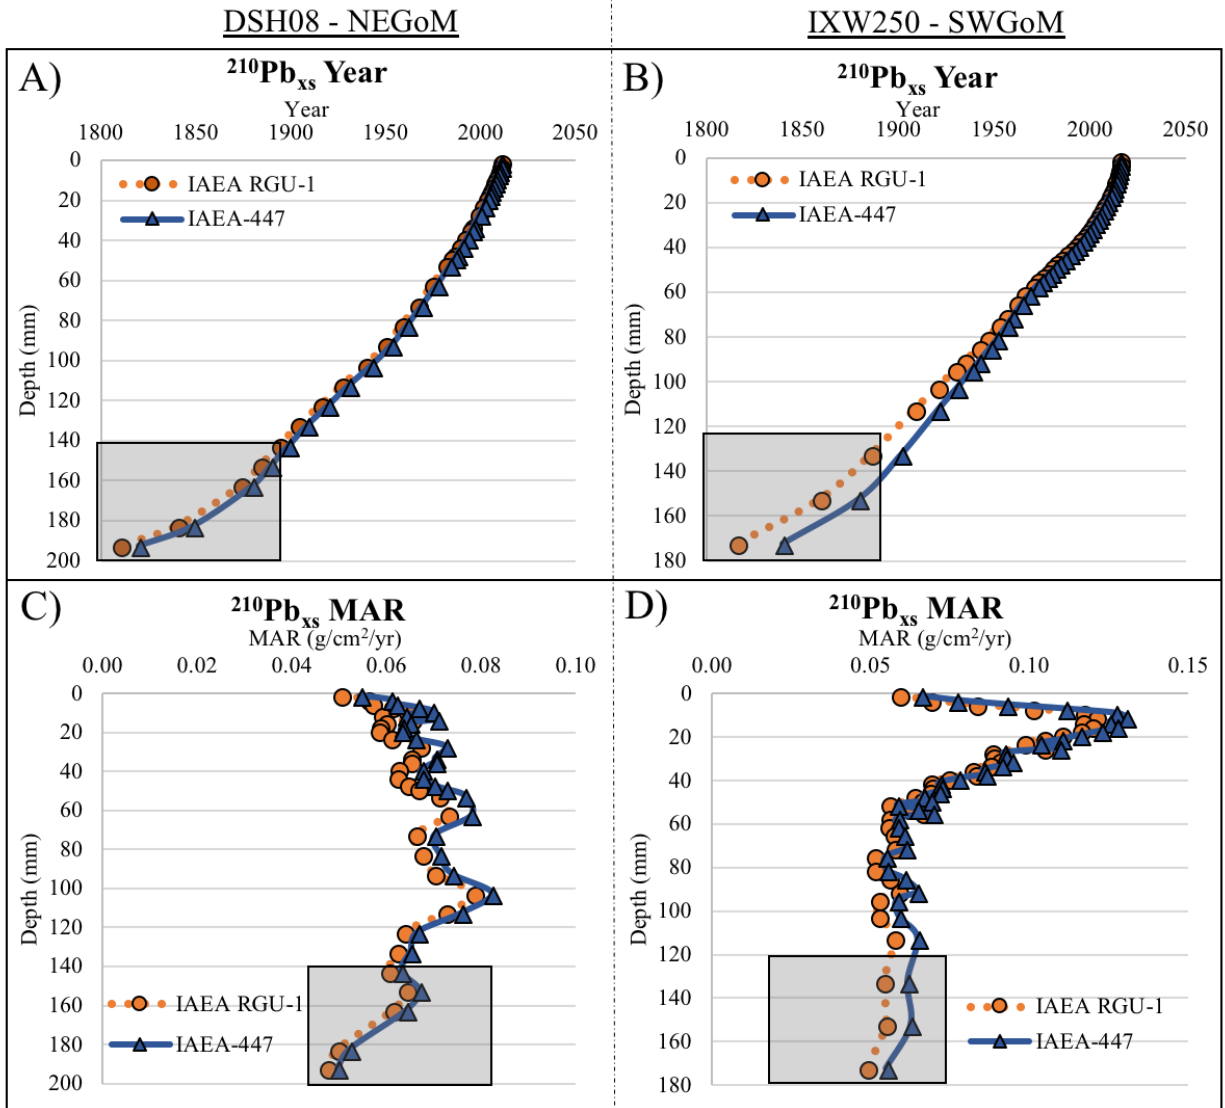 DSH08 - NEGoM
IXW250 - SWGoM
A)
²¹⁰Pbₓₛ Year
Year
1800 1850 1900 1950 2000 2050
0
20
40
60
80
100
120
140
160
180
200
Depth (mm)
IAEA RGU-1
IAEA-447
B)
²¹⁰Pbₓₛ Year
Year
1800 1850 1900 1950 2000 2050
0
20
40
60
80
100
120
140
160
180
Depth (mm)
IAEA RGU-1
IAEA-447
C)
²¹⁰Pbₓₛ MAR
MAR (g/cm²/yr)
0.00 0.02 0.04 0.06 0.08 0.10
0
20
40
60
80
100
120
140
160
180
200
Depth (mm)
IAEA RGU-1
IAEA-447
D)
²¹⁰Pbₓₛ MAR
MAR (g/cm²/yr)
0.00 0.05 0.10 0.15
0
20
40
60
80
100
120
140
160
180
Depth (mm)
IAEA RGU-1
IAEA-447